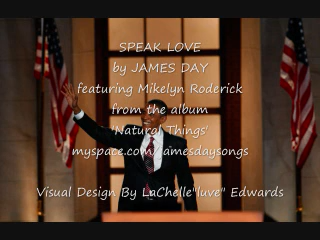 SPEAK LOVE
by JAMES DAY
featuring Mikelyn Roderick
from the album
'Natural Things'
myspace.com/jamesdaysongs
Visual Design By LaChelle"luve" Edwards